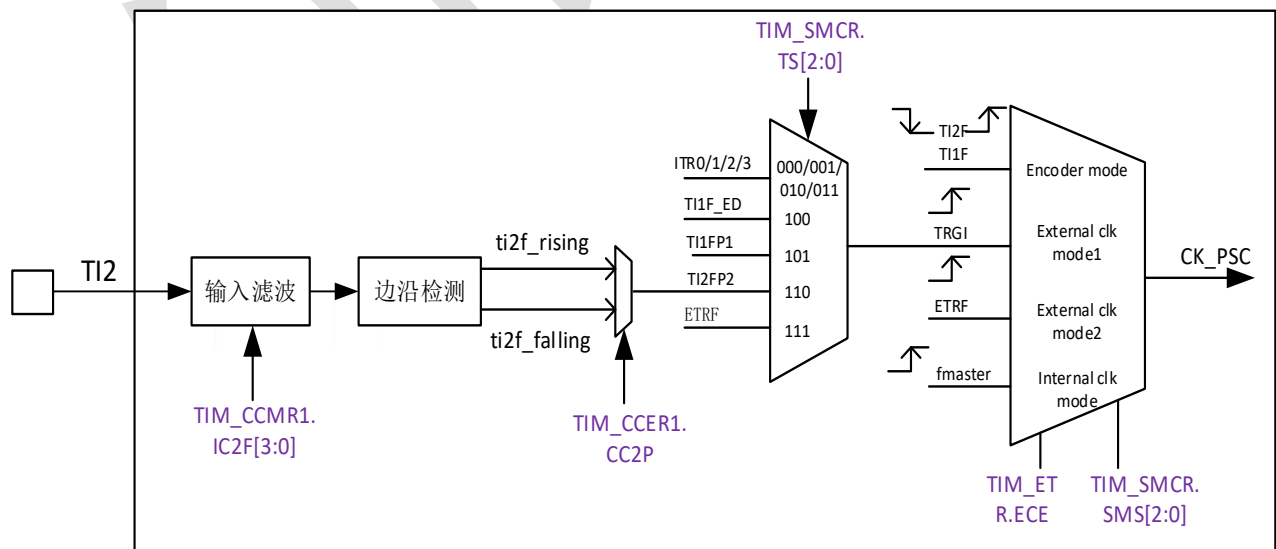 TIM_SMCR.
TS[2:0]
TI2F
TI1F
Encoder mode
ITR0/1/2/3
000/001/
010/011
TI1F_ED
100
TI1FP1
101
TRGI
External clk
mode1
CK_PSC
TI2
输入滤波
边沿检测
ti2f_rising
ti2f_falling
TI2FP2
110
ETRF
111
ETRF
External clk
mode2
fmaster
Internal clk
mode
TIM_CCMR1.
IC2F[3:0]
TIM_CCER1.
CC2P
TIM_ET
R.ECE
TIM_SMCR.
SMS[2:0]